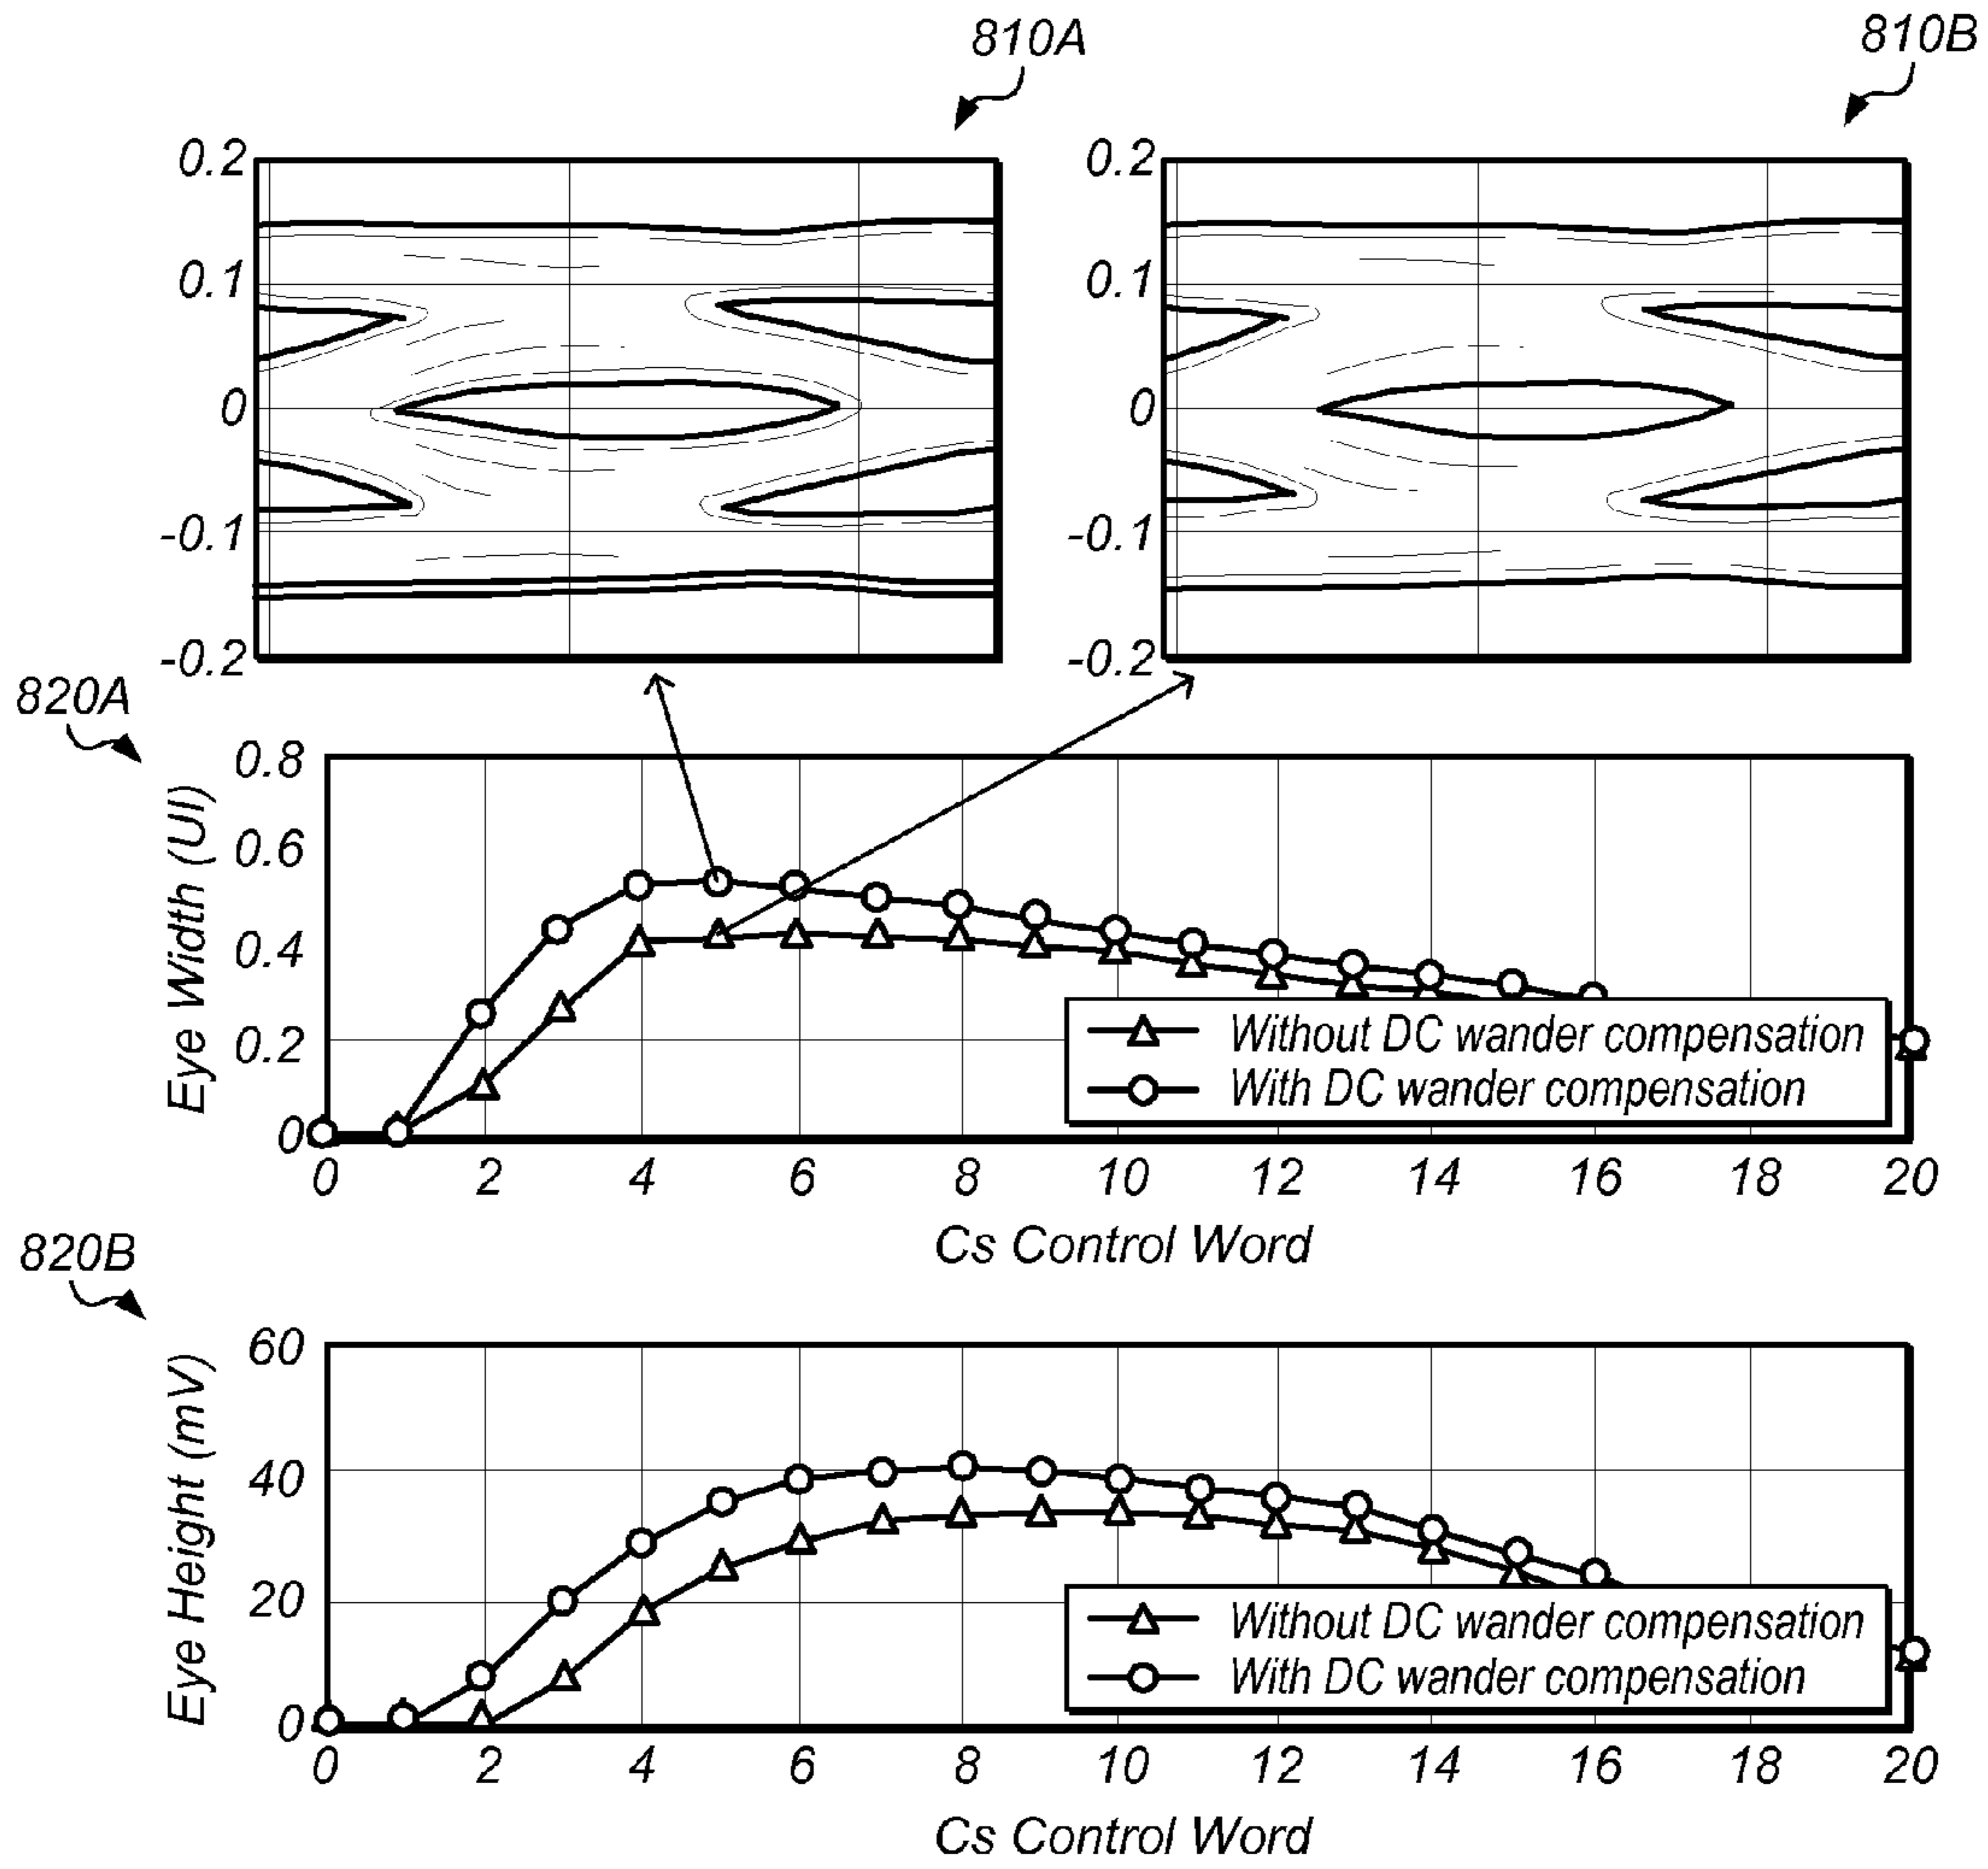 810A
810B
0.2
0.1
0
-0.1
-0.2
0.2
0.1
0
-0.1
-0.2
820A
Eye Width (UI)
0.8
0.6
0.4
0.2
0
Without DC wander compensation
With DC wander compensation
0 2 4 6 8 10 12 14 16 18 20
Cs Control Word
820B
Eye Height (mV)
60
40
20
0
Without DC wander compensation
With DC wander compensation
0 2 4 6 8 10 12 14 16 18 20
Cs Control Word